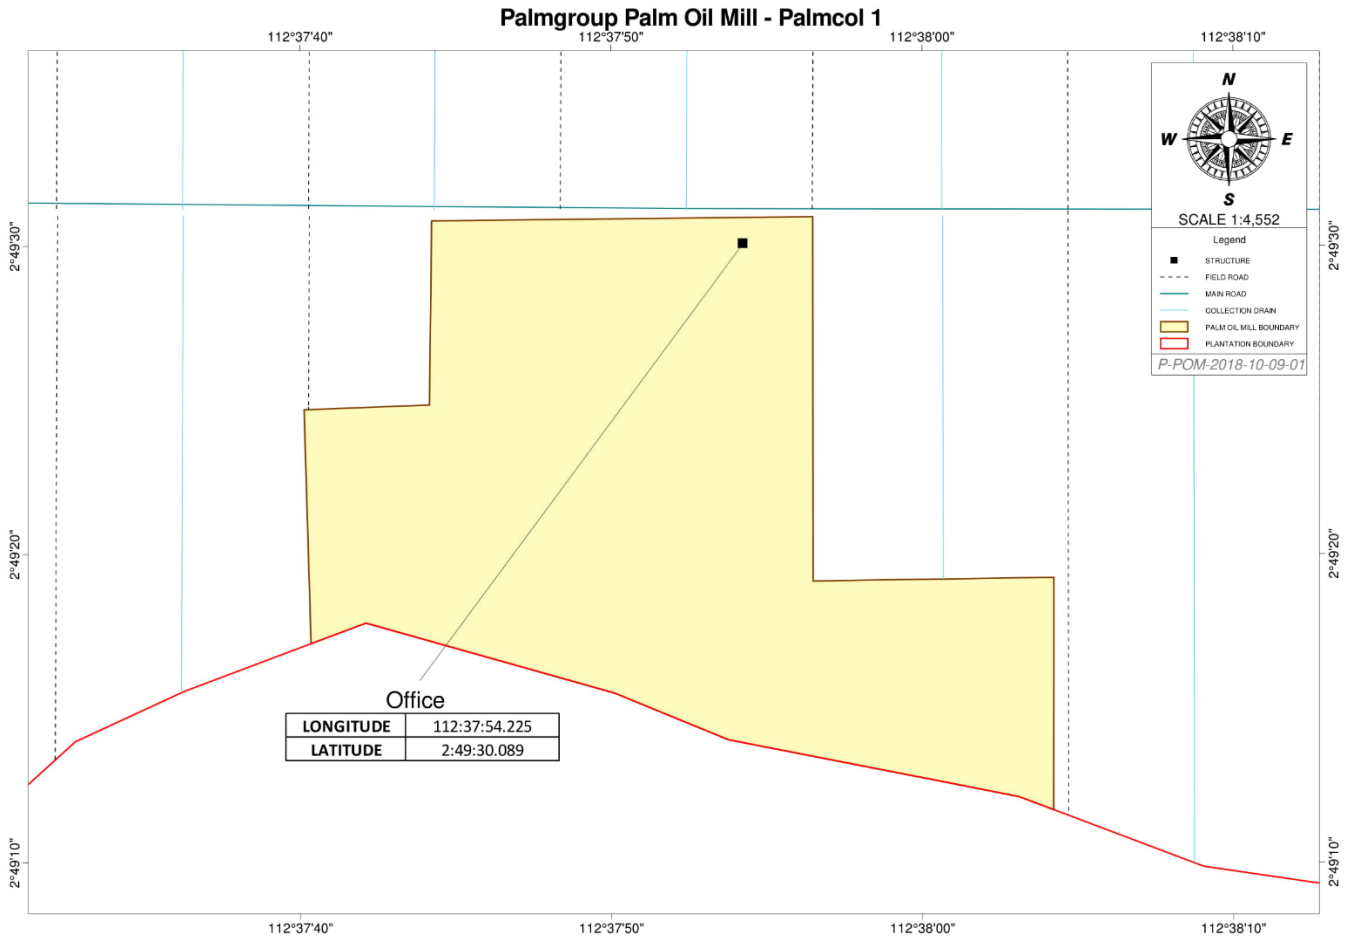 Palmgroup Palm Oil Mill - Palmcol 1
112°37'40" 112°37'50" 112°38'00" 112°38'10"
N
W E
S
SCALE 1:4,552
Legend
STRUCTURE
FIELD ROAD
MAIN ROAD
COLLECTION DRAIN
PALM OIL MILL BOUNDARY
PLANTATION BOUNDARY
P-POM-2018-10-09-01
2°49'30" 2°49'30"
2°49'20" 2°49'20"
Office
LONGITUDE 112:37:54.225
LATITUDE 2:49:30.089
2°49'10" 2°49'10"
112°37'40" 112°37'50" 112°38'00" 112°38'10"